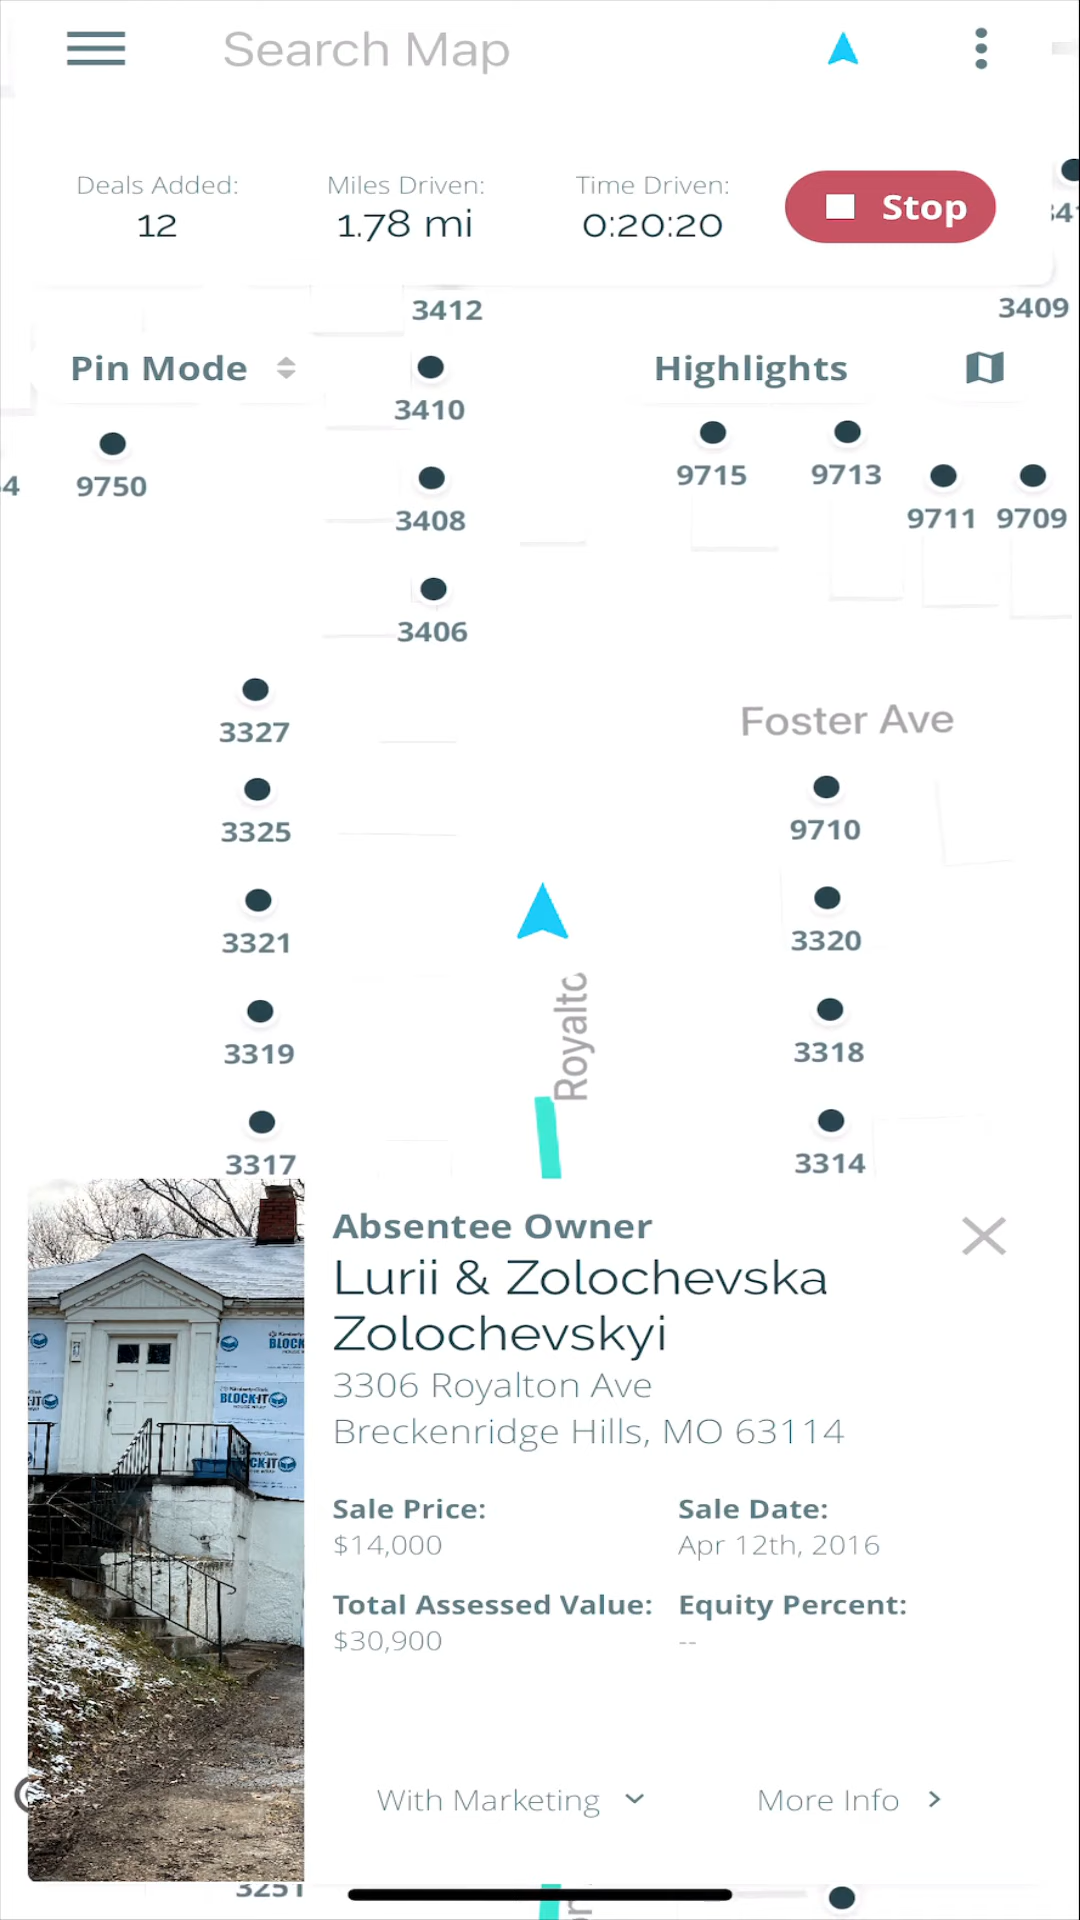 Search Map
Deals Added:
12
Miles Driven:
1.78 mi
Time Driven:
0:20:20
Stop
3412
3409
Pin Mode
3410
Highlights
9750
9715
9713
3408
9711
9709
3406
3327
Foster Ave
3325
9710
3321
3320
Royalto
3319
3318
3317
3314
Absentee Owner
Lurii & Zolochevska
Zolochevskyi
3306 Royalton Ave
Breckenridge Hills, MO 63114
Sale Price:
$14,000
Sale Date:
Apr 12th, 2016
Total Assessed Value:
$30,900
Equity Percent:
--
BLOCK-IT
With Marketing
More Info
3251